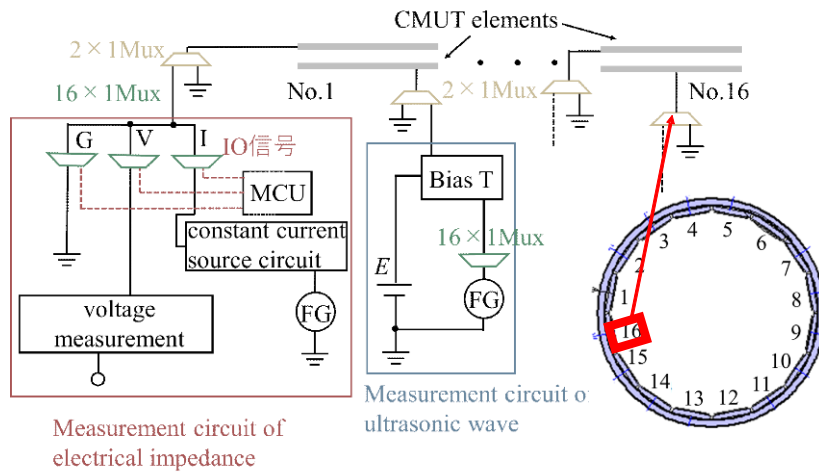 CMUT elements
2×1Mux
No.1
2×1Mux
No.16
16×1Mux
G
V
I
IO信号
MCU
constant current
source circuit
FG
voltage
measurement
Bias T
16×1Mux
E
FG
Measurement circuit of
electrical impedance
Measurement circuit o
ultrasonic wave
1
2
3
4
5
6
7
8
9
10
11
12
13
14
15
16